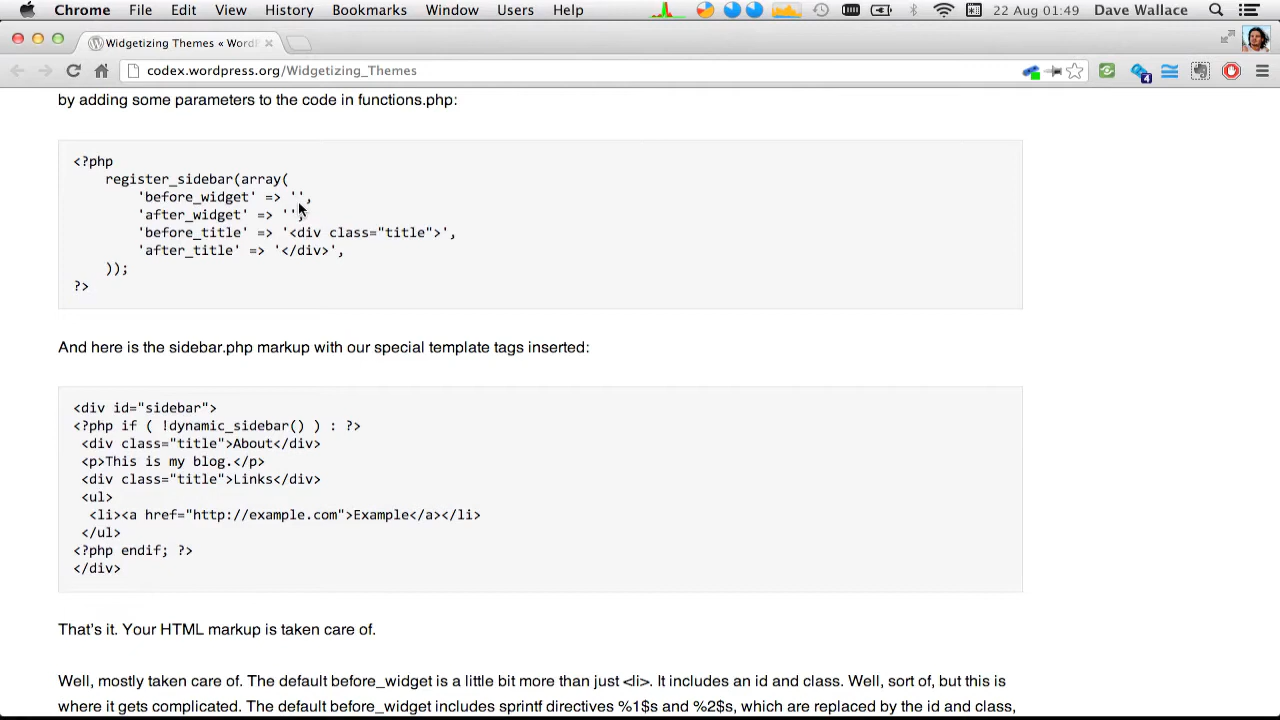 Chrome File Edit View History Bookmarks Window Users Help 22 Aug 01:49 Dave Wallace
Widgetizing Themes « Word
codex.wordpress.org/Widgetizing_Themes
4
by adding some parameters to the code in functions.php:
<?php
register_sidebar(array(
'before_widget' => '',
'after_widget' => '',
'before_title' => '<div class="title">',
'after_title' => '</div>',
));
?>
And here is the sidebar.php markup with our special template tags inserted:
<div id="sidebar">
<?php if ( !dynamic_sidebar() ) : ?>
<div class="title">About</div>
<p>This is my blog.</p>
<div class="title">Links</div>
<ul>
<li><a href="http://example.com">Example</a></li>
</ul>
<?php endif; ?>
</div>
That's it. Your HTML markup is taken care of.
Well, mostly taken care of. The default before_widget is a little bit more than just <li>. It includes an id and class. Well, sort of, but this is
where it gets complicated. The default before_widget includes sprintf directives %1$s and %2$s, which are replaced by the id and class,